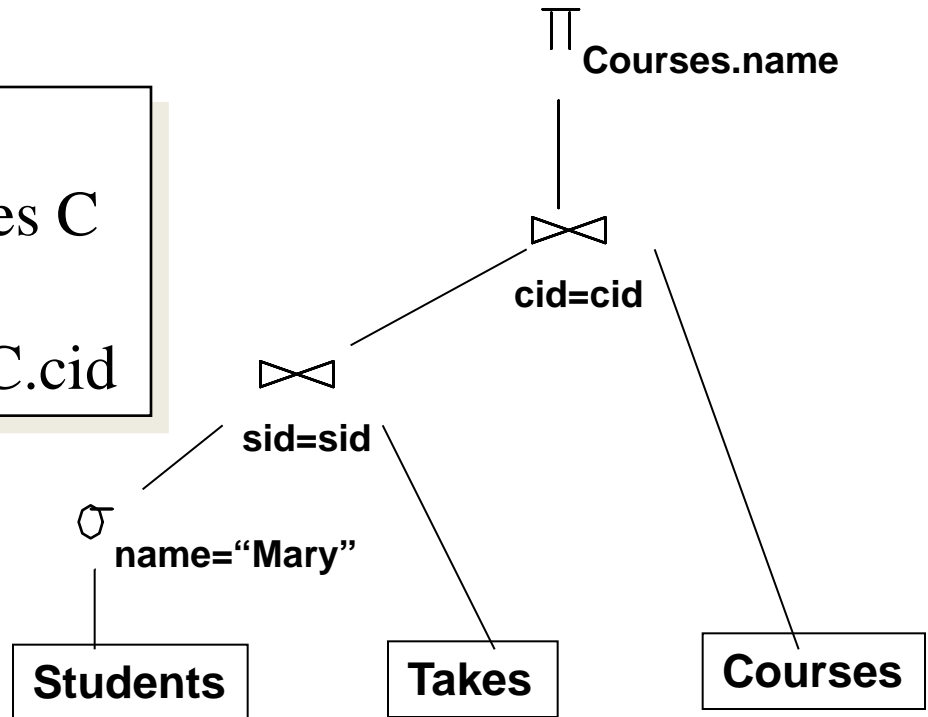 Π Courses.name
es C
cid=cid
C.cid
sid=sid
σ name=“Mary”
Students
Takes
Courses